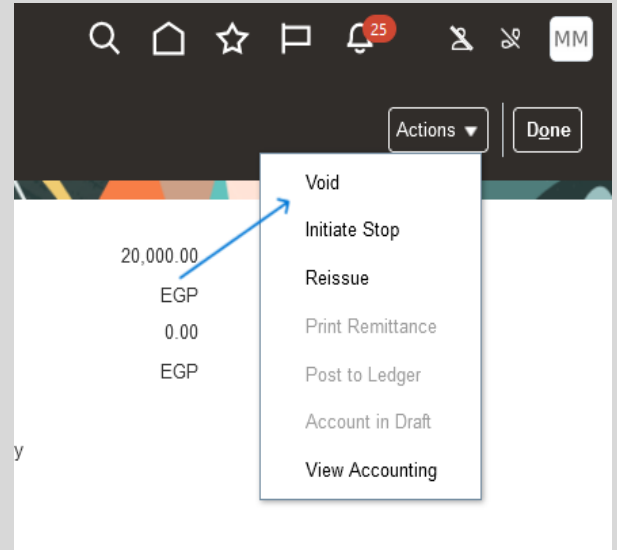 25
MM
Actions
Done
Void
Initiate Stop
Reissue
Print Remittance
Post to Ledger
Account in Draft
View Accounting
20,000.00
EGP
0.00
EGP
y